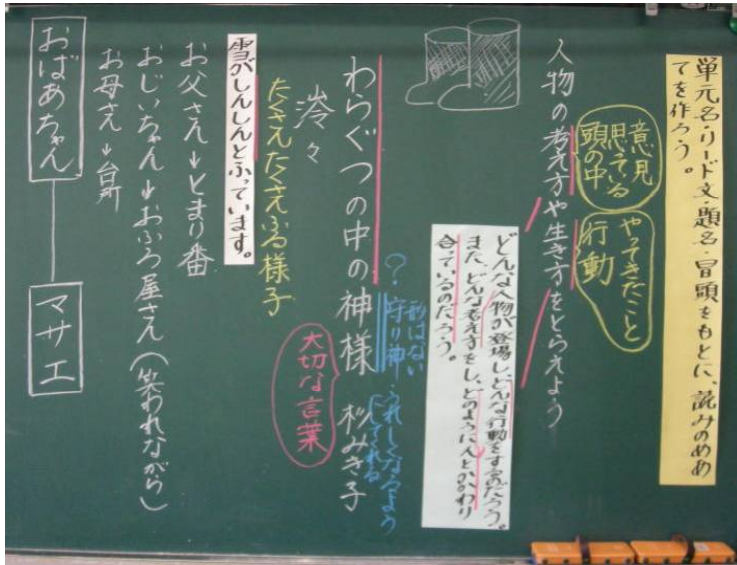 単元名・リード文・題名・冒頭をもとに、読みのめあ
てを作ろう。
やってきたこと
行動
意見
思っている
頭の中
人物の考え方や生き方をとらえよう
どんな人物が登場し、どんな行動をするのだろう。
また、どんな考え方をし、どのように人とかかわり
合っているのだろう。
わらぐつの中の神様 杉みき子
形はない
?守り神・うれしくなるよう
にしてくれる
大切な言葉
たくさんたくさんふる様子
雪がしんしんとふっています。
お父さん→とまり番
おじいちゃん→おふろ屋さん(笑われながら)
お母さん→台所
おばあちゃん
マサエ